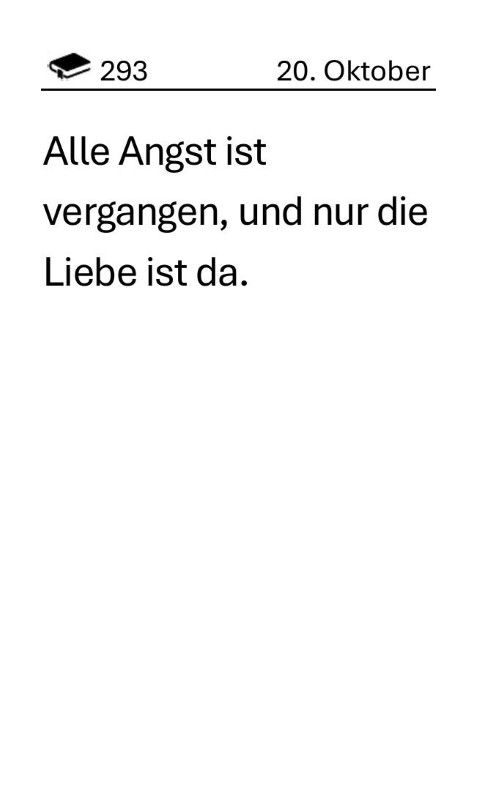 293 20. Oktober
Alle Angst ist
vergangen, und nur die
Liebe ist da.